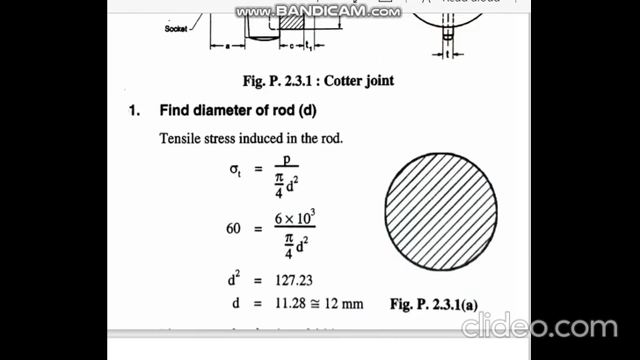 WWW.BANDICAM.COM
Socket
a
c
t₁
t
Fig. P. 2.3.1 : Cotter joint
1. Find diameter of rod (d)
Tensile stress induced in the rod.
σt = p / (π/4 d²)
60 = 6 × 10³ / (π/4 d²)
d² = 127.23
d = 11.28 ≅ 12 mm
Fig. P. 2.3.1(a)
clideo.com